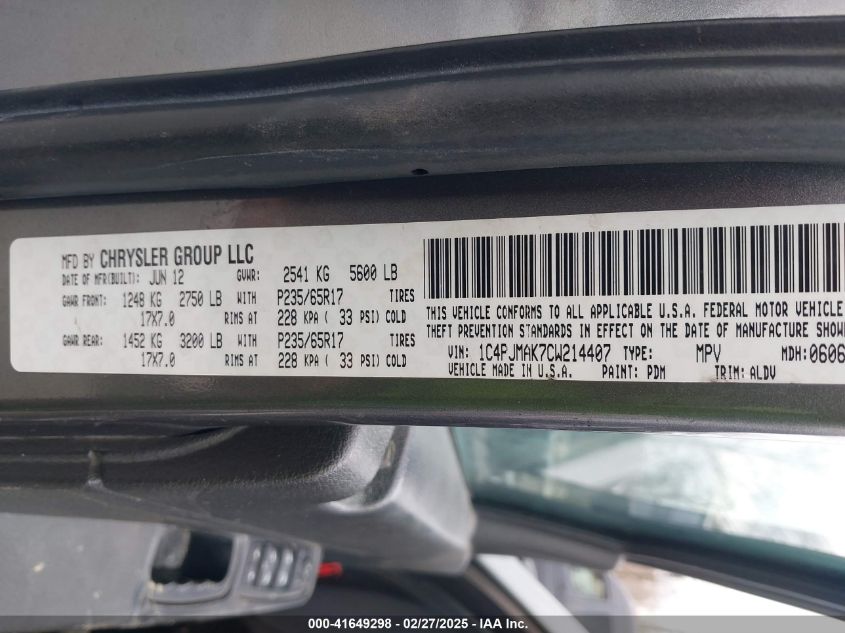 MFD BY CHRYSLER GROUP LLC
DATE OF MFR(BUILT): JUN 12 GVWR: 2541 KG 5600 LB
GAWR FRONT: 1248 KG 2750 LB WITH P235/65R17 TIRES
17X7.0 RIMS AT 228 KPA ( 33 PSI) COLD
GAWR REAR: 1452 KG 3200 LB WITH P235/65R17 TIRES
17X7.0 RIMS AT 228 KPA ( 33 PSI) COLD
THIS VEHICLE CONFORMS TO ALL APPLICABLE U.S.A. FEDERAL MOTOR VEHICLE
THEFT PREVENTION STANDARDS IN EFFECT ON THE DATE OF MANUFACTURE SHOW
VIN: 1C4PJMAK7CW214407 TYPE: MPV MDH:0606
VEHICLE MADE IN U.S.A. PAINT: PDM TRIM: ALDV
000-41649298 - 02/27/2025 - IAA Inc.